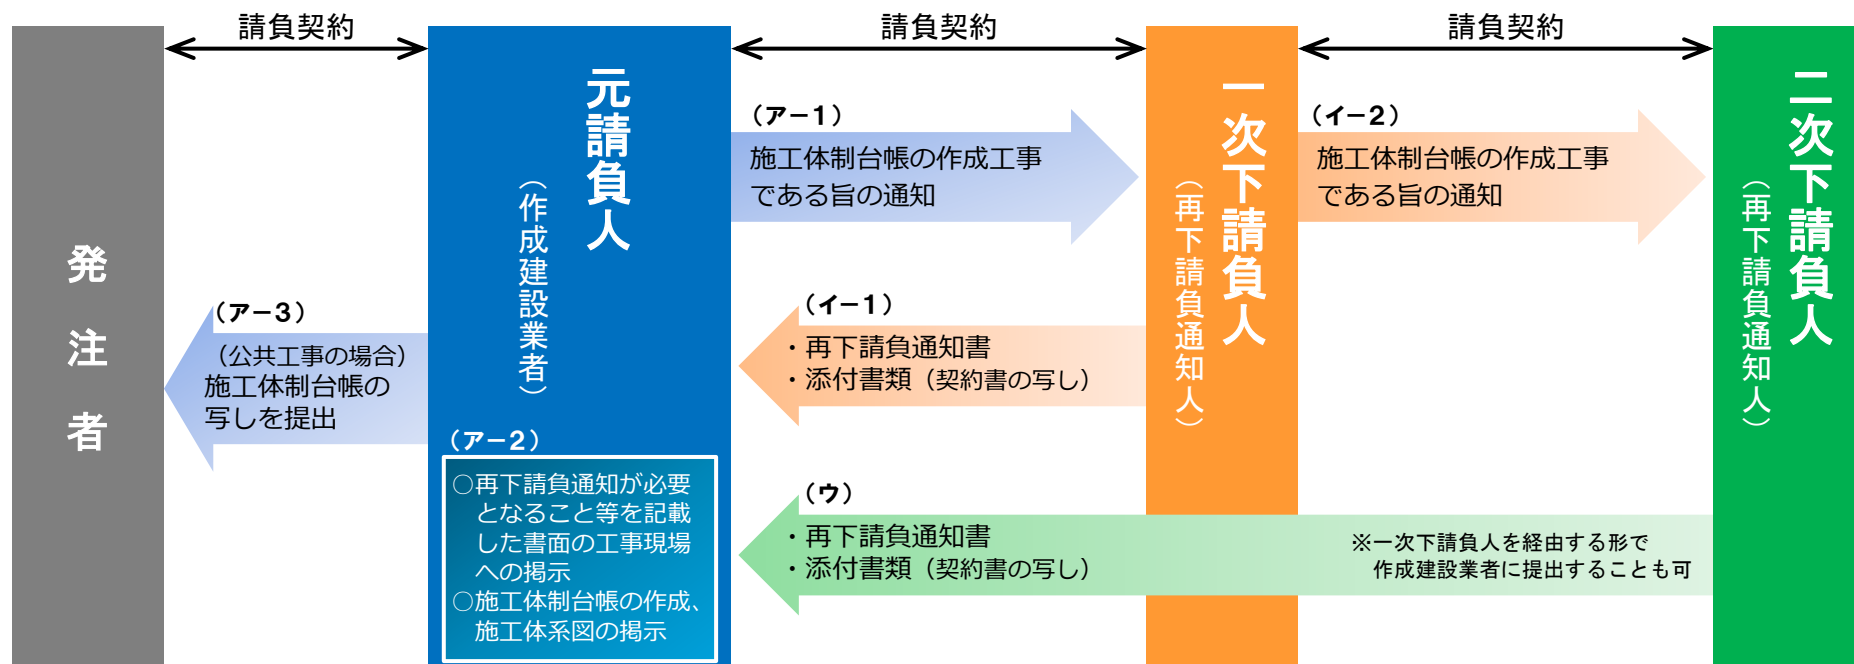 請負契約
請負契約
請負契約
発注者
元請負人
（作成建設業者）
一次下請負人
（再下請負通知人）
二次下請負人
（再下請負通知人）
（ア－１）
施工体制台帳の作成工事
である旨の通知
（イ－２）
施工体制台帳の作成工事
である旨の通知
（ア－３）
（公共工事の場合）
施工体制台帳の
写しを提出
（イ－１）
・再下請負通知書
・添付書類（契約書の写し）
（ア－２）
○再下請負通知が必要
となること等を記載
した書面の工事現場
への掲示
○施工体制台帳の作成、
施工体系図の掲示
（ウ）
・再下請負通知書
・添付書類（契約書の写し）
※一次下請負人を経由する形で
作成建設業者に提出することも可